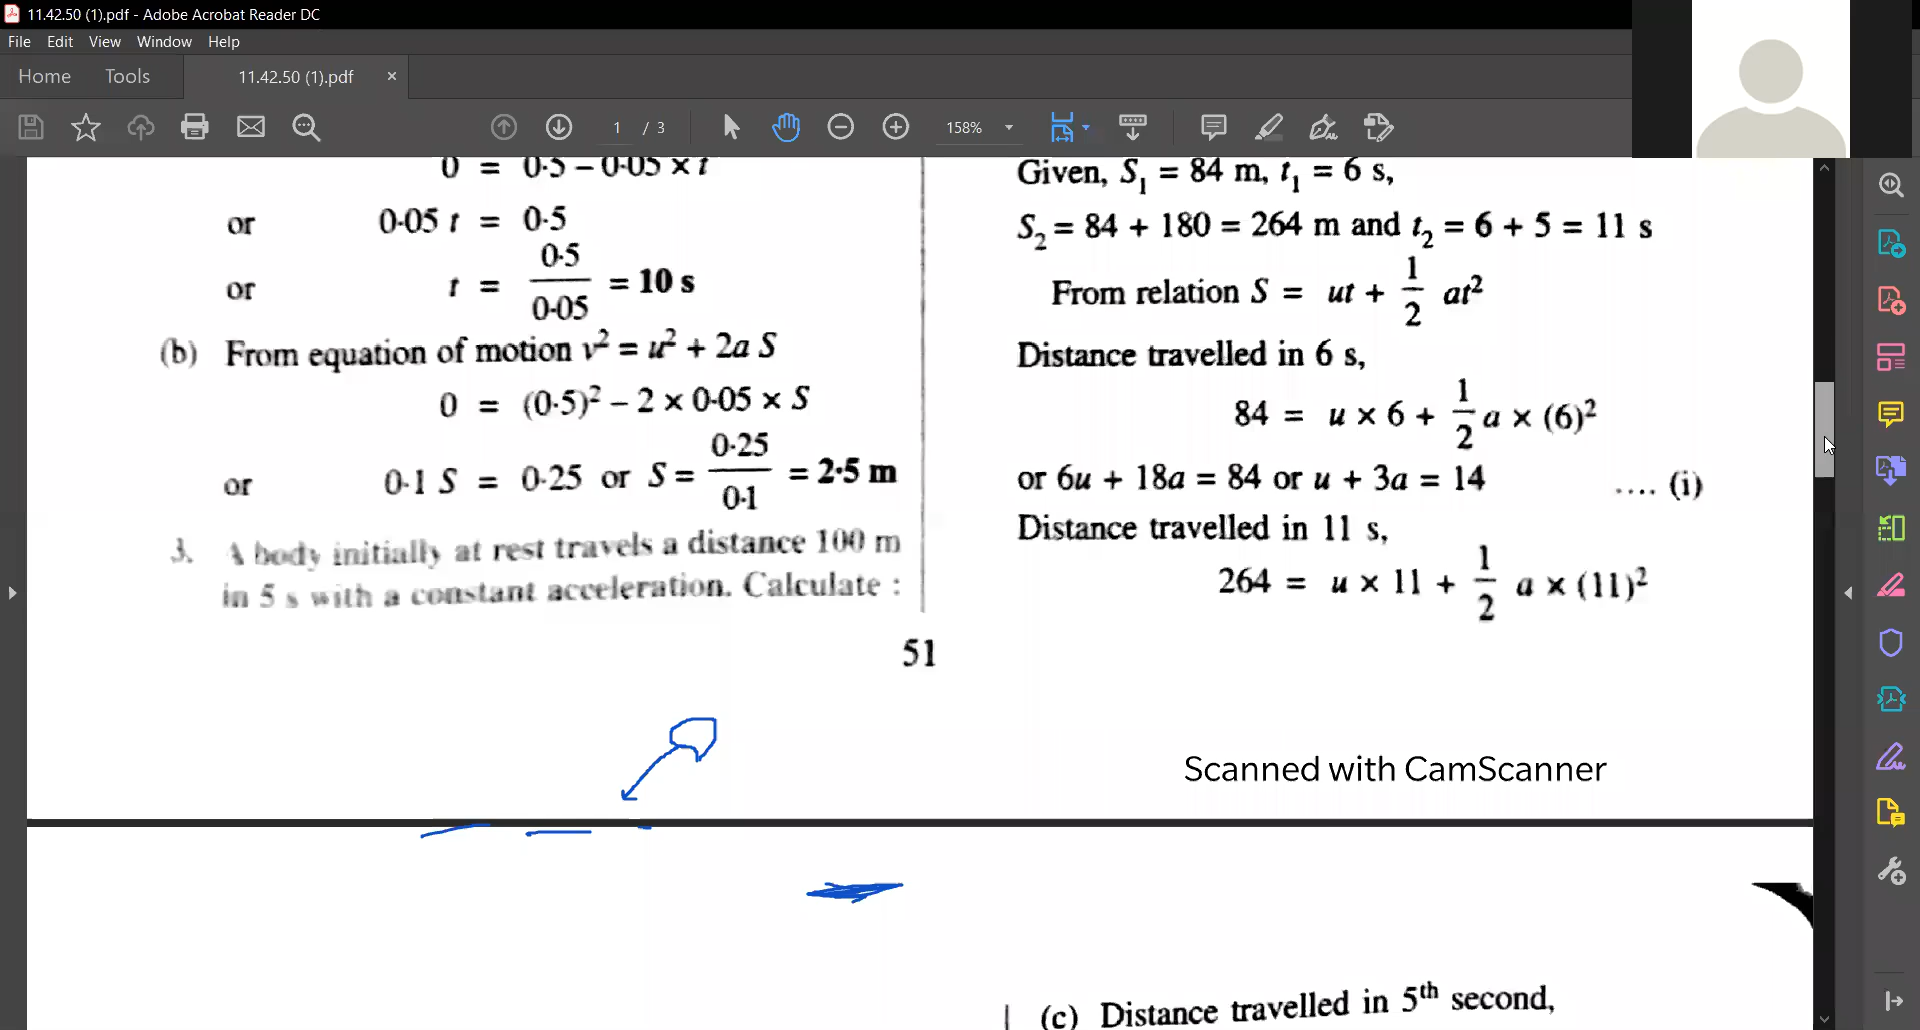 11.42.50 (1).pdf - Adobe Acrobat Reader DC
File Edit View Window Help
Home Tools 11.42.50 (1).pdf ×
1 / 3 158%
0 = 0·5 – 0·05 × t
or 0·05 t = 0·5
or t = 0·5 / 0·05 = 10 s
(b) From equation of motion v² = u² + 2a S
0 = (0·5)² – 2 × 0·05 × S
or 0·1 S = 0·25 or S = 0·25 / 0·1 = 2·5 m
3. A body initially at rest travels a distance 100 m
in 5 s with a constant acceleration. Calculate :
Given, S₁ = 84 m, t₁ = 6 s,
S₂ = 84 + 180 = 264 m and t₂ = 6 + 5 = 11 s
From relation S = ut + 1/2 at²
Distance travelled in 6 s,
84 = u × 6 + 1/2 a × (6)²
or 6u + 18a = 84 or u + 3a = 14 .... (i)
Distance travelled in 11 s,
264 = u × 11 + 1/2 a × (11)²
51
Scanned with CamScanner
(c) Distance travelled in 5th second,